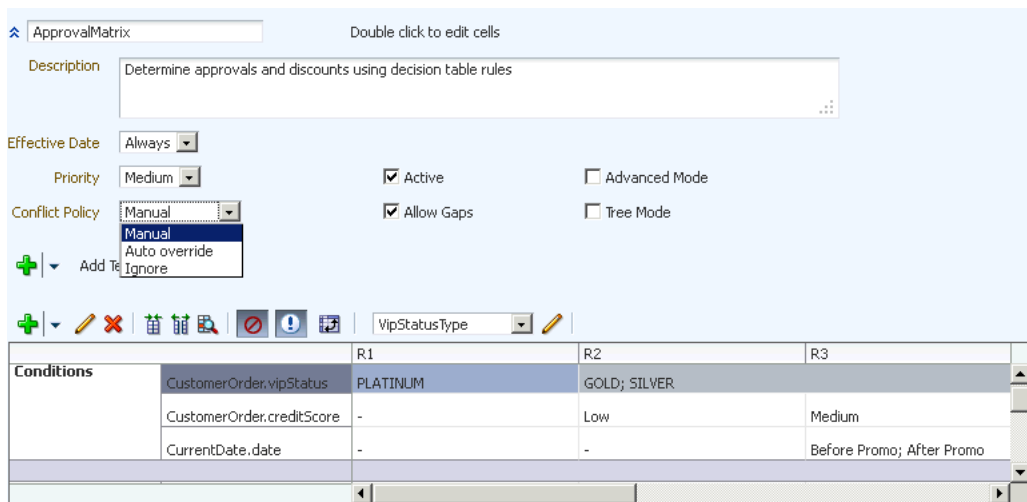 ApprovalMatrix Double click to edit cells
Description Determine approvals and discounts using decision table rules
Effective Date Always
Priority Medium Active Advanced Mode
Conflict Policy Manual Allow Gaps Tree Mode
Manual
Auto override
Add Te Ignore
VipStatusType
R1 R2 R3
Conditions CustomerOrder.vipStatus PLATINUM GOLD; SILVER
CustomerOrder.creditScore - Low Medium
CurrentDate.date - - Before Promo; After Promo